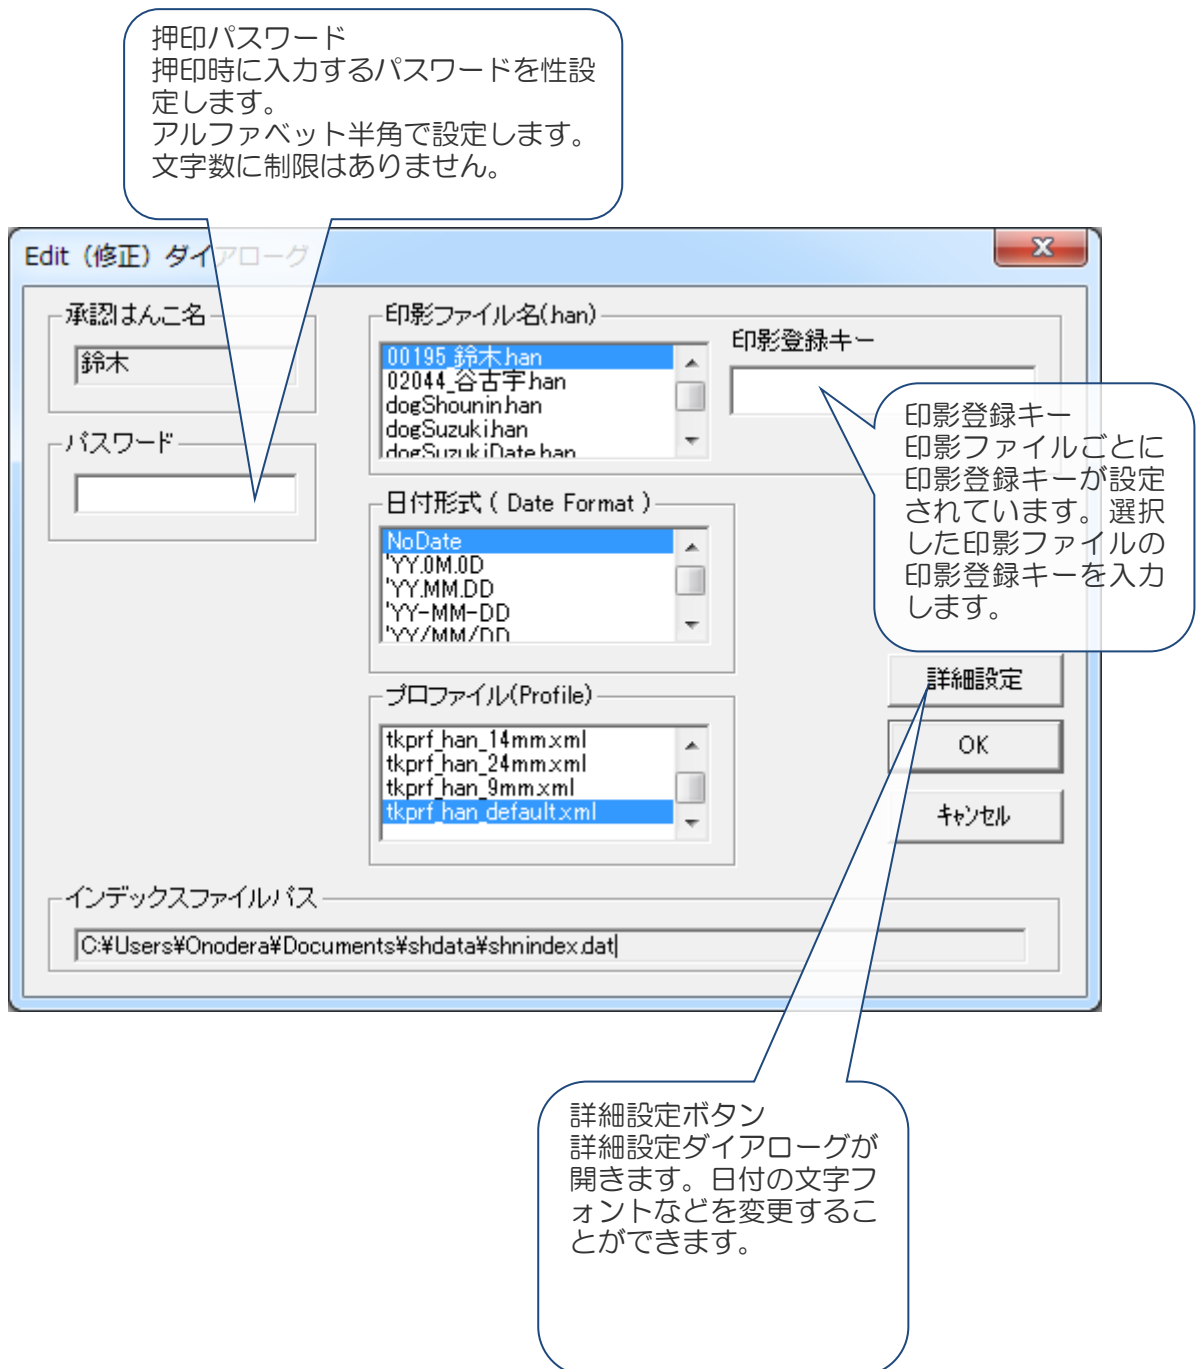 押印パスワード
押印時に入力するパスワードを性設
定します。
アルファベット半角で設定します。
文字数に制限はありません。
Edit（修正）ダイアローグ
承認はんこ名
鈴木
パスワード
印影ファイル名(.han)
00195_鈴木.han
02044_谷古宇.han
dogShounin.han
dogSuzuki.han
dogSuzukiDate.han
印影登録キー
印影登録キー
印影ファイルごとに
印影登録キーが設定
されています。選択
した印影ファイルの
印影登録キーを入力
します。
日付形式 ( Date Format )
NoDate
'YY.0M.0D
'YY.MM.DD
'YY-MM-DD
'YY/MM/DD
プロファイル(Profile)
tkprf_han_14mm.xml
tkprf_han_24mm.xml
tkprf_han_9mm.xml
tkprf_han_default.xml
詳細設定
OK
キャンセル
インデックスファイルパス
C:¥Users¥Onodera¥Documents¥shdata¥shnindex.dat
詳細設定ボタン
詳細設定ダイアローグが
開きます。日付の文字フ
ォントなどを変更するこ
とができます。